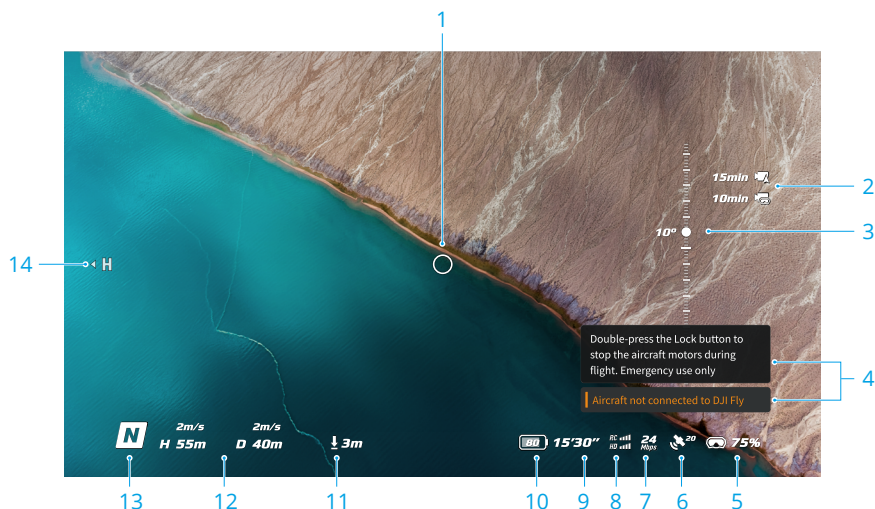 1
15min
10min
2
10°
3
14
H
Double-press the Lock button to
stop the aircraft motors during
flight. Emergency use only
Aircraft not connected to DJI Fly
4
N
2m/s
H 55m
2m/s
D 40m
3m
80
15'30”
RC
HD
24
Mbps
20
75%
13
12
11
10
9
8
7
6
5